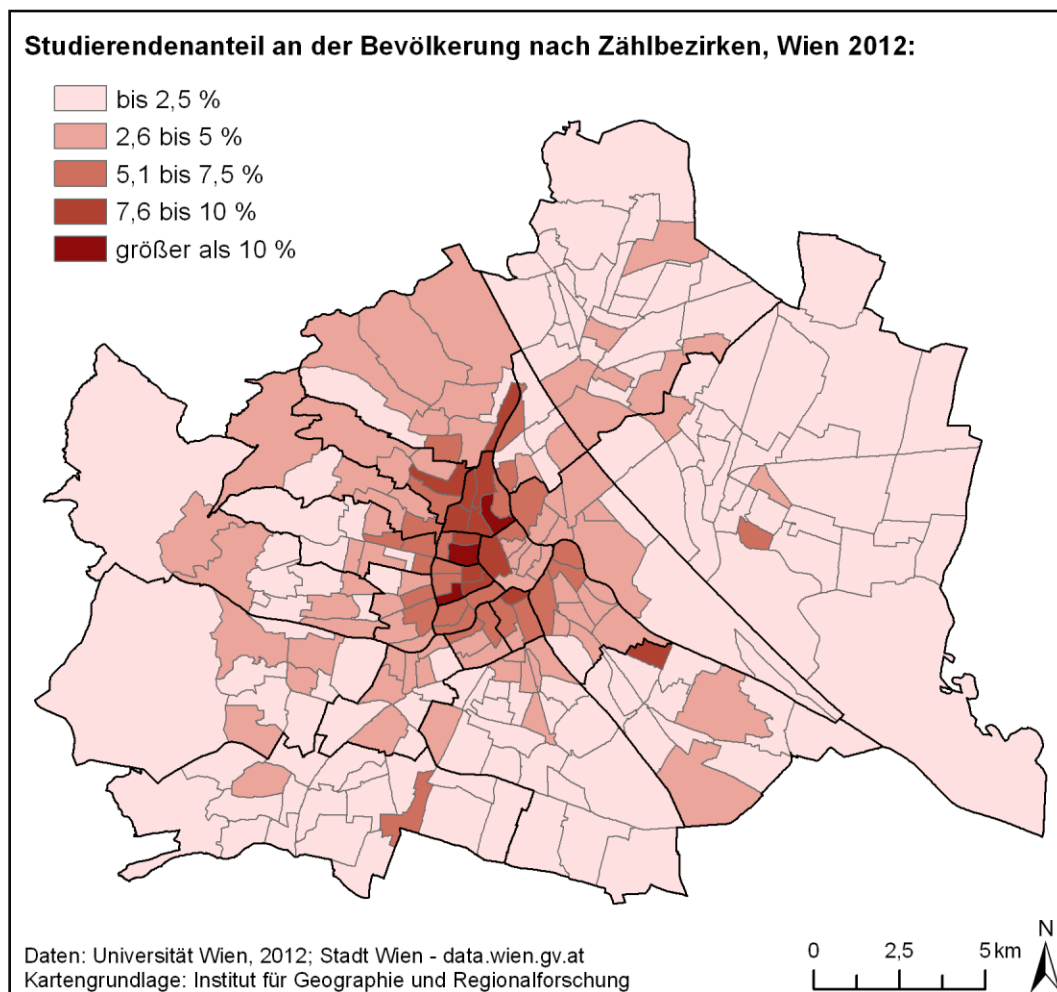 Studierendenanteil an der Bevölkerung nach Zählbezirken, Wien 2012:
bis 2,5 %
2,6 bis 5 %
5,1 bis 7,5 %
7,6 bis 10 %
größer als 10 %
Daten: Universität Wien, 2012; Stadt Wien - data.wien.gv.at
Kartengrundlage: Institut für Geographie und Regionalforschung
0 2,5 5 km
N